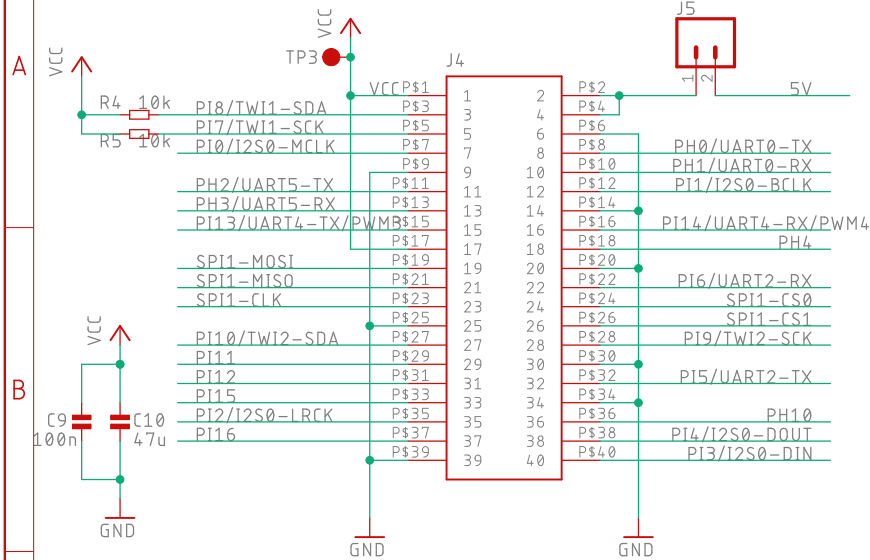 J5
VCC
VCC
A
TP3
J4
1 2
VCC P$1 1 2 P$2 5V
R4 10k PI8/TWI1-SDA P$3 3 4 P$4
R5 10k PI7/TWI1-SCK P$5 5 6 P$6
PI0/I2S0-MCLK P$7 7 8 P$8 PH0/UART0-TX
P$9 9 10 P$10 PH1/UART0-RX
PH2/UART5-TX P$11 11 12 P$12 PI1/I2S0-BCLK
PH3/UART5-RX P$13 13 14 P$14
PI13/UART4-TX/PWM3 P$15 15 16 P$16 PI14/UART4-RX/PWM4
P$17 17 18 P$18 PH4
SPI1-MOSI P$19 19 20 P$20
SPI1-MISO P$21 21 22 P$22 PI6/UART2-RX
SPI1-CLK P$23 23 24 P$24 SPI1-CS0
P$25 25 26 P$26 SPI1-CS1
VCC
PI10/TWI2-SDA P$27 27 28 P$28 PI9/TWI2-SCK
PI11 P$29 29 30 P$30
PI12 P$31 31 32 P$32 PI5/UART2-TX
B
PI15 P$33 33 34 P$34
C9 C10 PI2/I2S0-LRCK P$35 35 36 P$36 PH10
100n 47u PI16 P$37 37 38 P$38 PI4/I2S0-DOUT
P$39 39 40 P$40 PI3/I2S0-DIN
GND
GND
GND